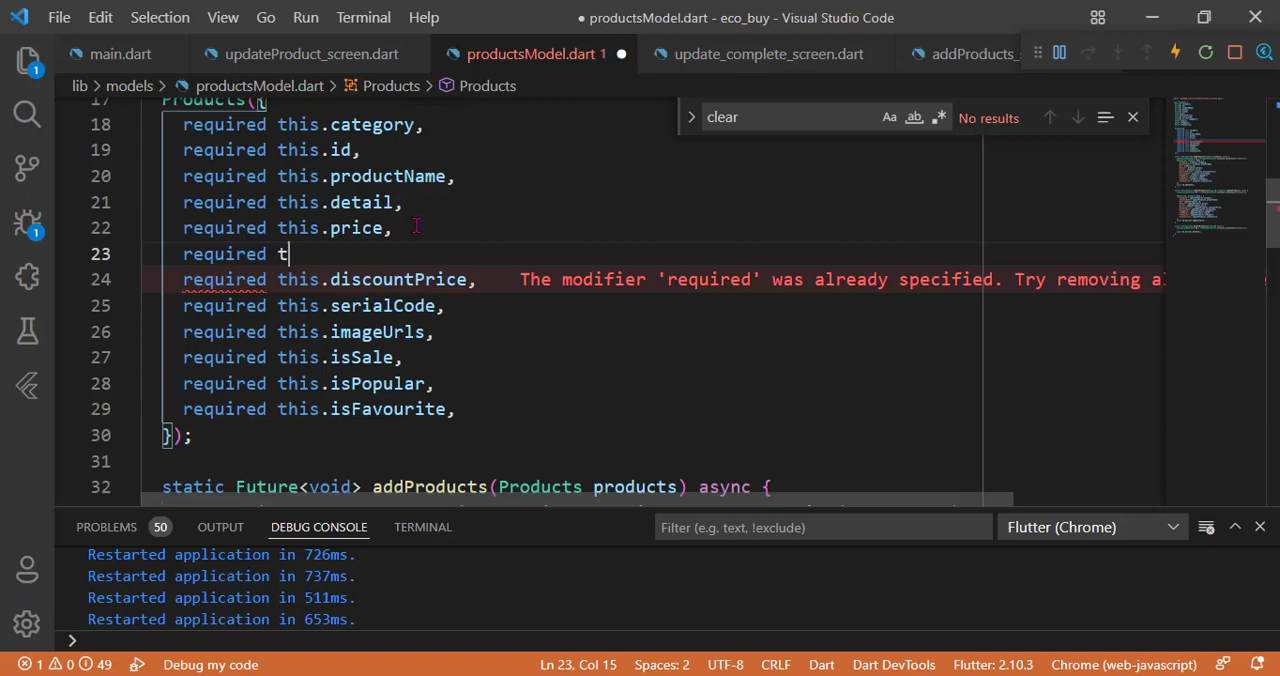 File Edit Selection View Go Run Terminal Help ● productsModel.dart - eco_buy - Visual Studio Code
main.dart updateProduct_screen.dart productsModel.dart 1 ● update_complete_screen.dart addProducts_s
lib > models > productsModel.dart > Products > Products
clear Aa ab .* No results
17 Products({
18 required this.category,
19 required this.id,
20 required this.productName,
21 required this.detail,
22 required this.price,
23 required t
24 required this.discountPrice, The modifier 'required' was already specified. Try removing al
25 required this.serialCode,
26 required this.imageUrls,
27 required this.isSale,
28 required this.isPopular,
29 required this.isFavourite,
30 });
31
32 static Future<void> addProducts(Products products) async {
PROBLEMS 50 OUTPUT DEBUG CONSOLE TERMINAL Filter (e.g. text, !exclude) Flutter (Chrome)
Restarted application in 726ms.
Restarted application in 737ms.
Restarted application in 511ms.
Restarted application in 653ms.
>
1 0 49 Debug my code Ln 23, Col 15 Spaces: 2 UTF-8 CRLF Dart Dart DevTools Flutter: 2.10.3 Chrome (web-javascript)